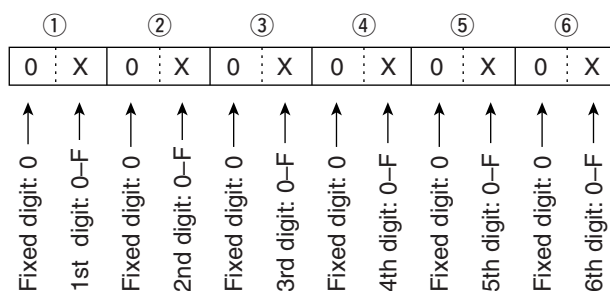 ① ② ③ ④ ⑤ ⑥
0 X 0 X 0 X 0 X 0 X 0 X
Fixed digit: 0
1st digit: 0–F
Fixed digit: 0
2nd digit: 0–F
Fixed digit: 0
3rd digit: 0–F
Fixed digit: 0
4th digit: 0–F
Fixed digit: 0
5th digit: 0–F
Fixed digit: 0
6th digit: 0–F